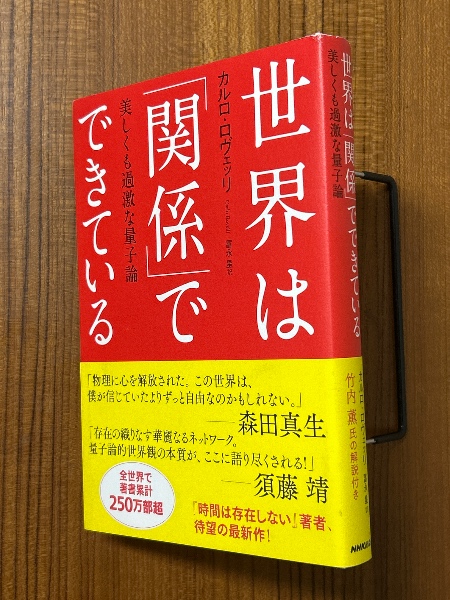 世界は
「関係」で
できている
美しくも過激な量子論
カルロ・ロヴェッリ
「物理に心を解放された。この世界は、
僕が信じていたよりずっと自由なのかもしれない。」
森田真生
「存在の織りなす華麗なるネットワーク。
量子論的世界観の本質が、ここに語り尽くされる!」
須藤 靖
全世界で
著書累計
250万部超
『時間は存在しない』著者、
待望の最新作!
世界は「関係」でできている
美しくも過激な量子論
カルロ・ロヴェッリ
竹内 薫氏の解説付き